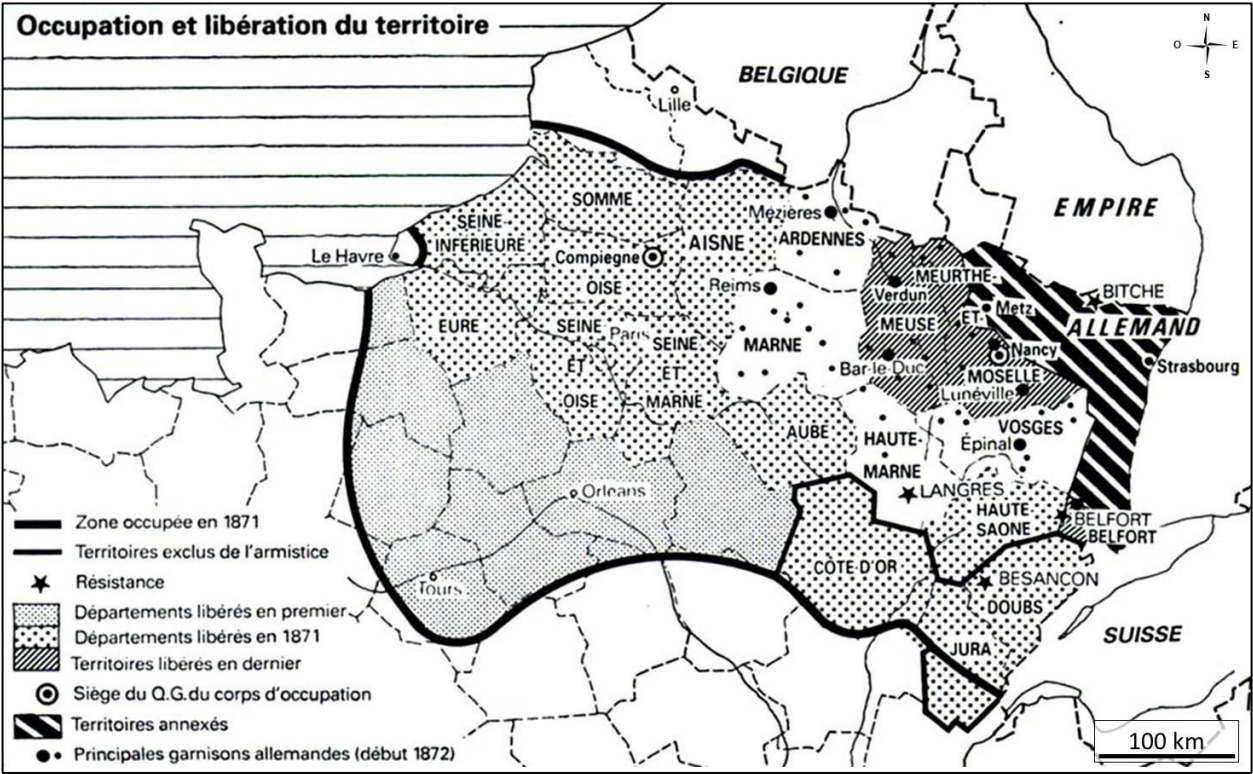 Occupation et libération du territoire
N
O
E
S
BELGIQUE
Lille
EMPIRE
ALLEMAND
SOMME
Mézières
SEINE
INFERIEURE
AISNE
ARDENNES
Le Havre
Compiegne
OISE
Reims
MEURTHE-
Verdun
BITCHE
ET-
Metz
EURE
SEINE
Paris
SEINE
MARNE
MEUSE
Nancy
Strasbourg
ET
ET
Bar-le-Duc
MOSELLE
OISE
MARNE
Lunéville
AUBE
HAUTE-
MARNE
VOSGES
Épinal
Orleans
LANGRES
HAUTE
SAONE
BELFORT
BELFORT
CÔTE-D'OR
BESANCON
DOUBS
Tours
JURA
SUISSE
Zone occupée en 1871
Territoires exclus de l'armistice
Résistance
Départements libérés en premier
Départements libérés en 1871
Territoires libérés en dernier
Siège du Q.G.du corps d'occupation
Territoires annexés
Principales garnisons allemandes (début 1872)
100 km